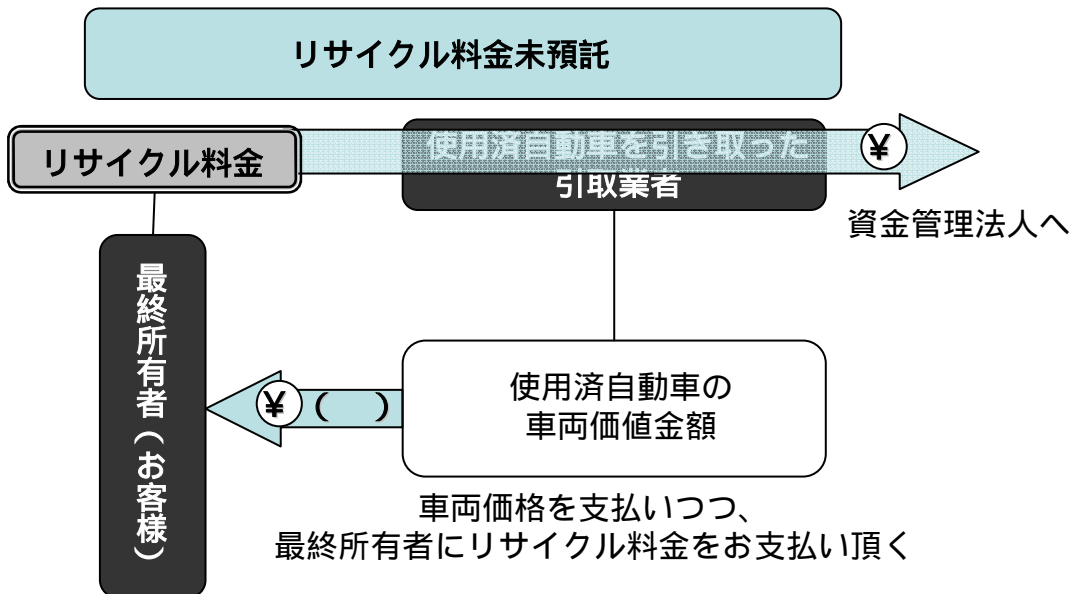 リサイクル料金未預託
リサイクル料金
使用済自動車を引き取った
引取業者
¥
資金管理法人へ
最終所有者（お客様）
¥（　）
使用済自動車の
車両価値金額
車両価格を支払いつつ、
最終所有者にリサイクル料金をお支払い頂く